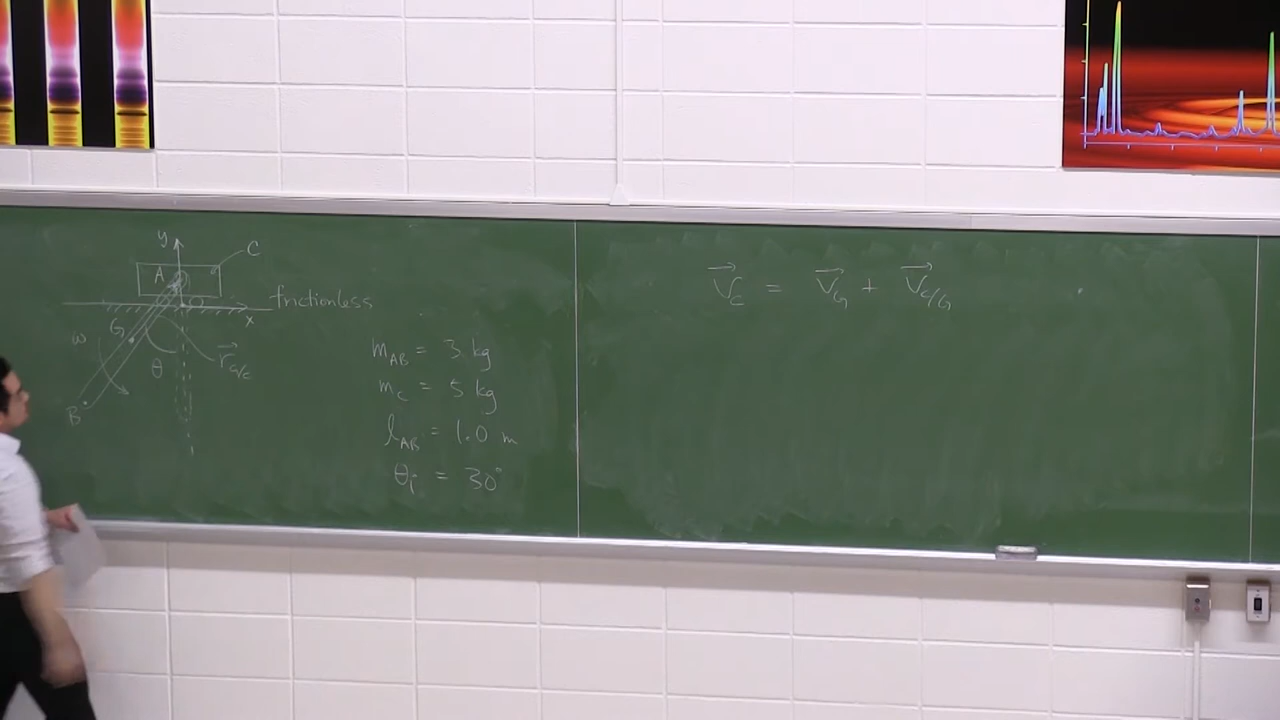 y
C
A
frictionless
x
G
ω
θ
r⃗ G/C
B
m_AB = 3 kg
m_C = 5 kg
l_AB = 1.0 m
θ_i = 30°
V⃗_C = V⃗_G + V⃗_C/G